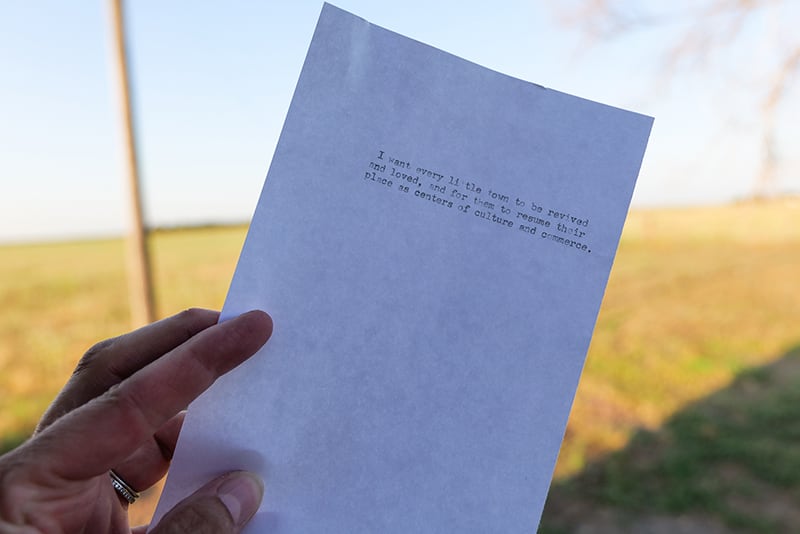 I want every little town to be revived
and loved, and for them to resume their
place as centers of culture and commerce.